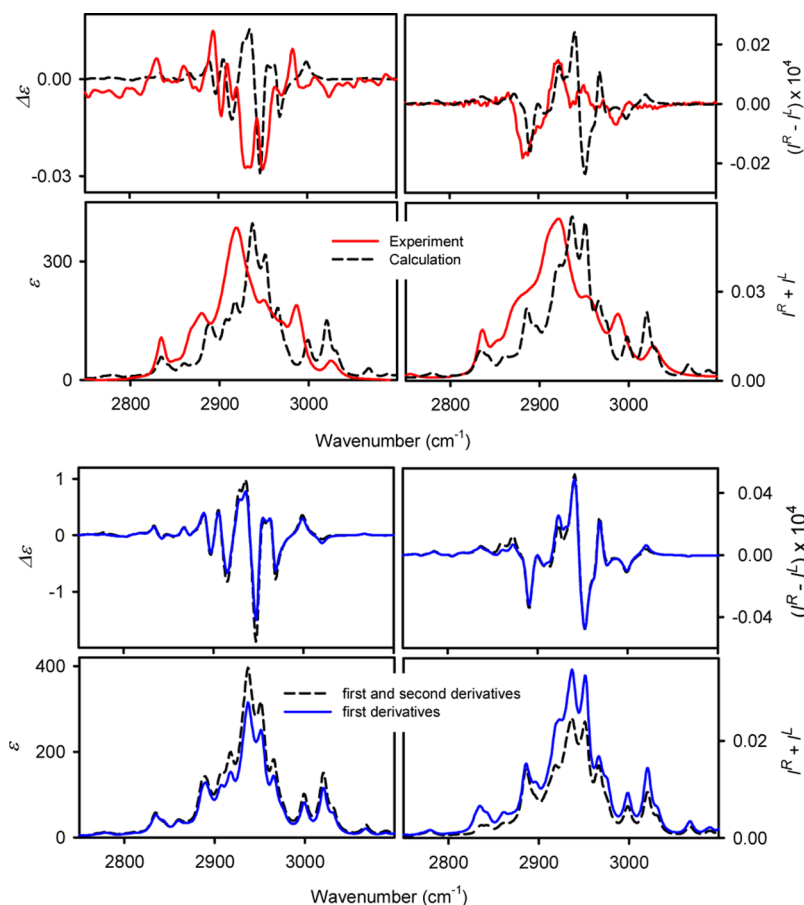 0.00
-0.03
Δε
0.02
0.00
-0.02
(I^R - I^L) x 10^4
300
0
ε
Experiment
Calculation
0.03
0.00
I^R + I^L
2800 2900 3000
2800 2900 3000
Wavenumber (cm^-1)
1
0
-1
Δε
0.04
0.00
-0.04
(I^R - I^L) x 10^4
400
200
0
ε
first and second derivatives
first derivatives
0.02
0.00
I^R + I^L
2800 2900 3000
2800 2900 3000
Wavenumber (cm^-1)